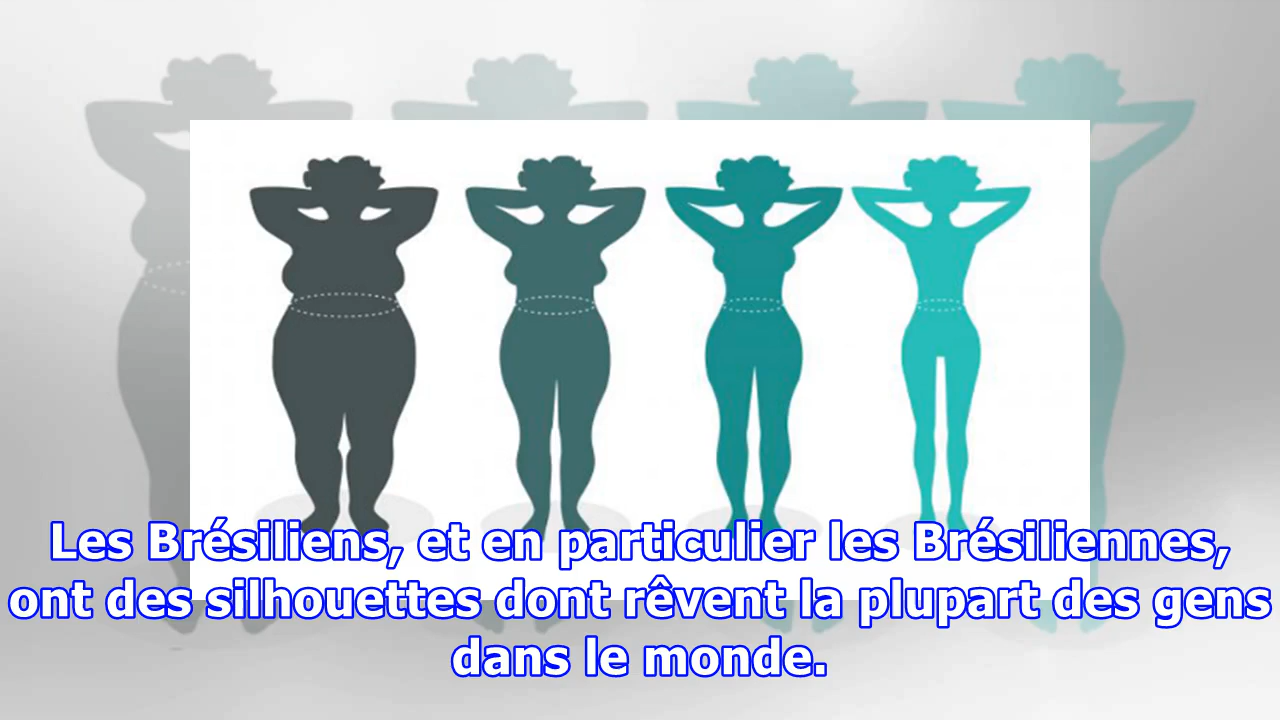 Les Brésiliens, et en particulier les Brésiliennes,
ont des silhouettes dont rêvent la plupart des gens
dans le monde.